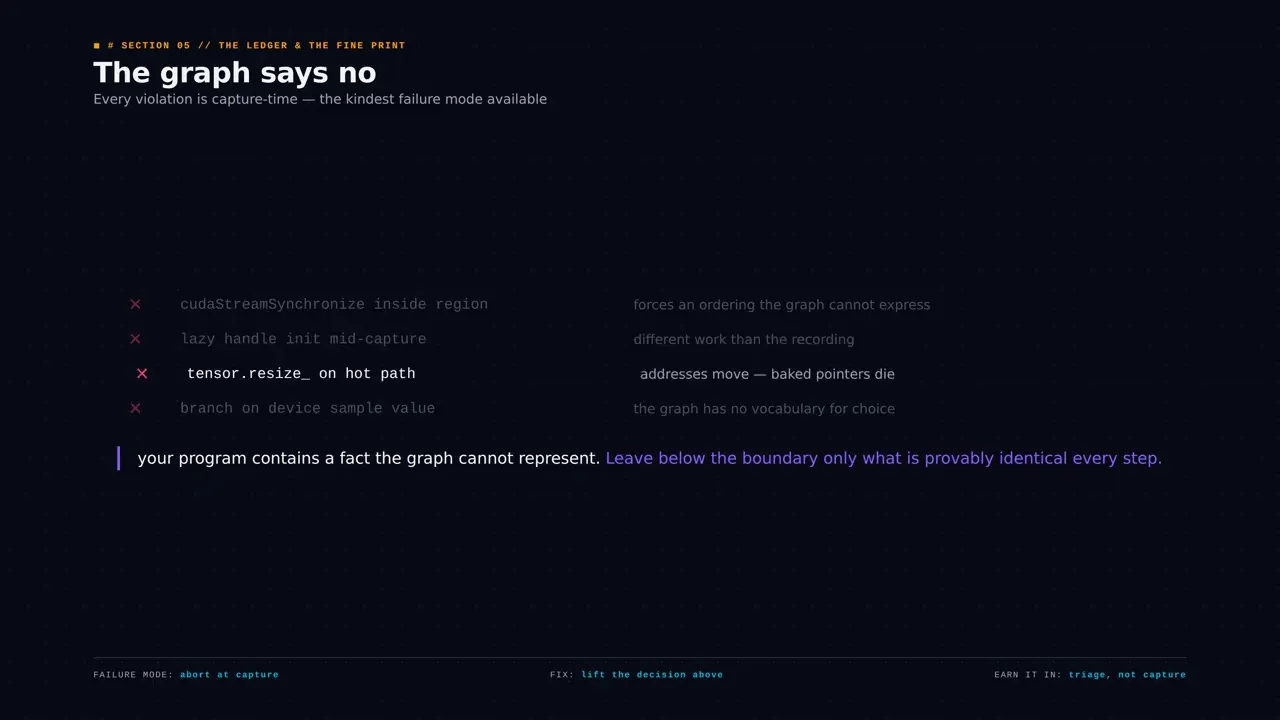 ■ # SECTION 05 // THE LEDGER & THE FINE PRINT
The graph says no
Every violation is capture-time — the kindest failure mode available
✕ cudaStreamSynchronize inside region forces an ordering the graph cannot express
✕ lazy handle init mid-capture different work than the recording
✕ tensor.resize_ on hot path addresses move — baked pointers die
✕ branch on device sample value the graph has no vocabulary for choice
your program contains a fact the graph cannot represent. Leave below the boundary only what is provably identical every step.
FAILURE MODE: abort at capture FIX: lift the decision above EARN IT IN: triage, not capture